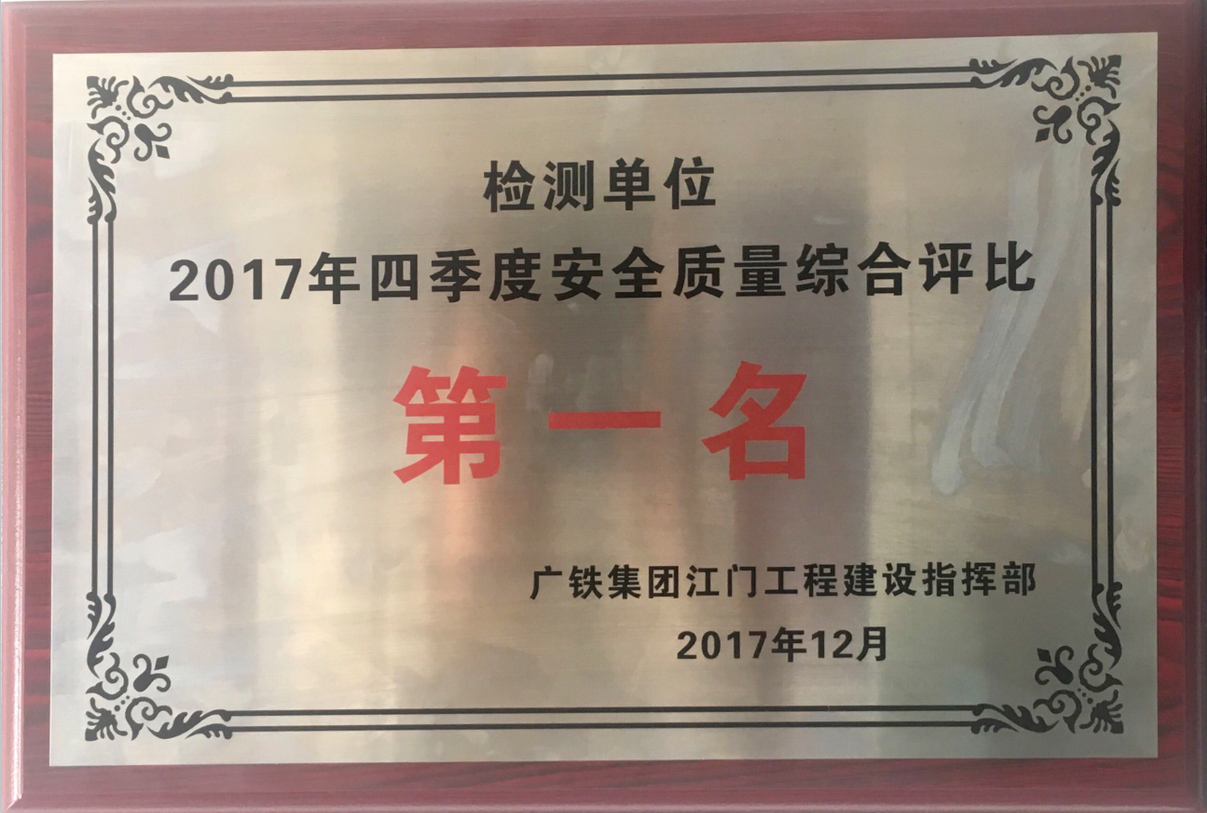 检测单位
2017年四季度安全质量综合评比
第一名
广铁集团江门工程建设指挥部
2017年12月